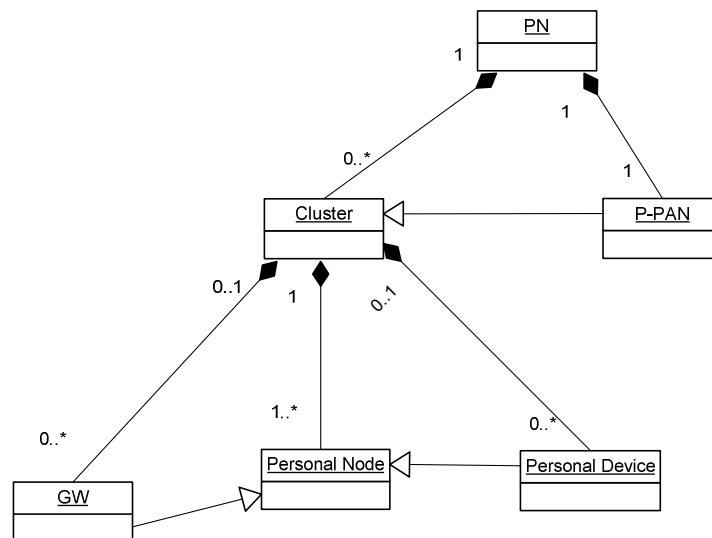 PN
1
1
0..*
1
Cluster
P-PAN
0..1
1
0..1
1..*
0..*
0..*
Personal Node
Personal Device
GW